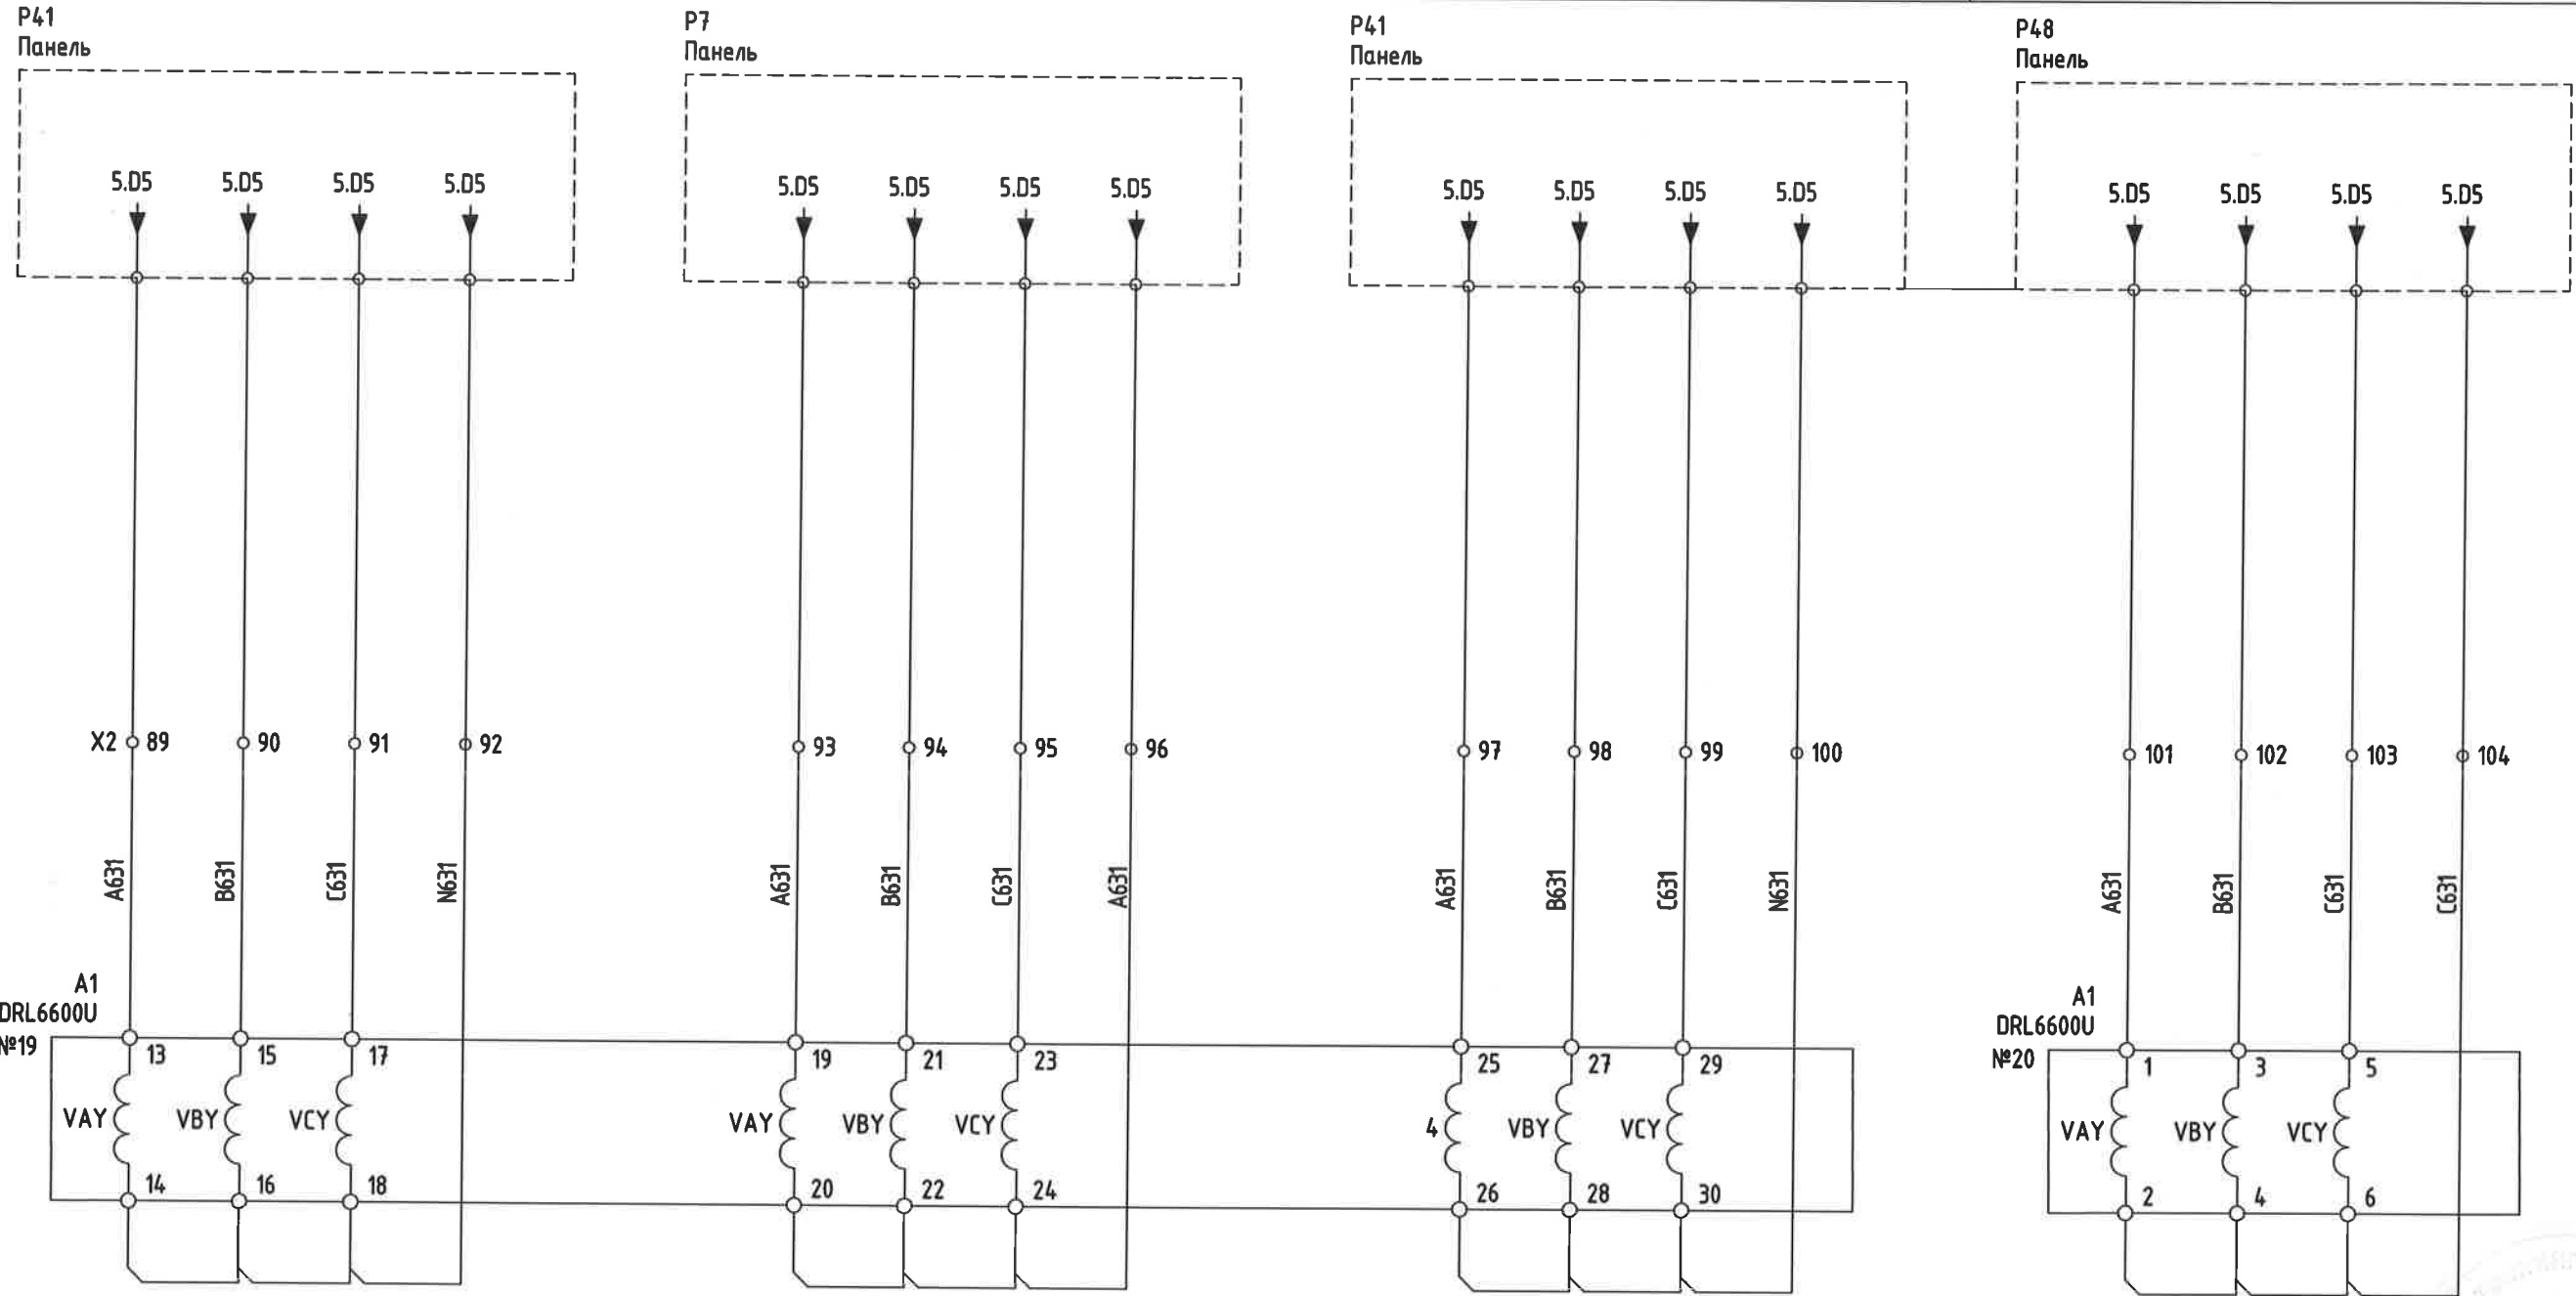 P41
Панель
P7
Панель
P41
Панель
P48
Панель
5.D5 5.D5 5.D5 5.D5
5.D5 5.D5 5.D5 5.D5
5.D5 5.D5 5.D5 5.D5
5.D5 5.D5 5.D5 5.D5
X2 89 90 91 92
93 94 95 96
97 98 99 100
101 102 103 104
A631 B631 C631 N631
A631 B631 C631 A631
A631 B631 C631 N631
A631 B631 C631 C631
A1
DRL6600U
№19
13 15 17
19 21 23
25 27 29
A1
DRL6600U
№20
1 3 5
VAY VBY VCY
VAY VBY VCY
4 VBY VCY
VAY VBY VCY
14 16 18
20 22 24
26 28 30
2 4 6